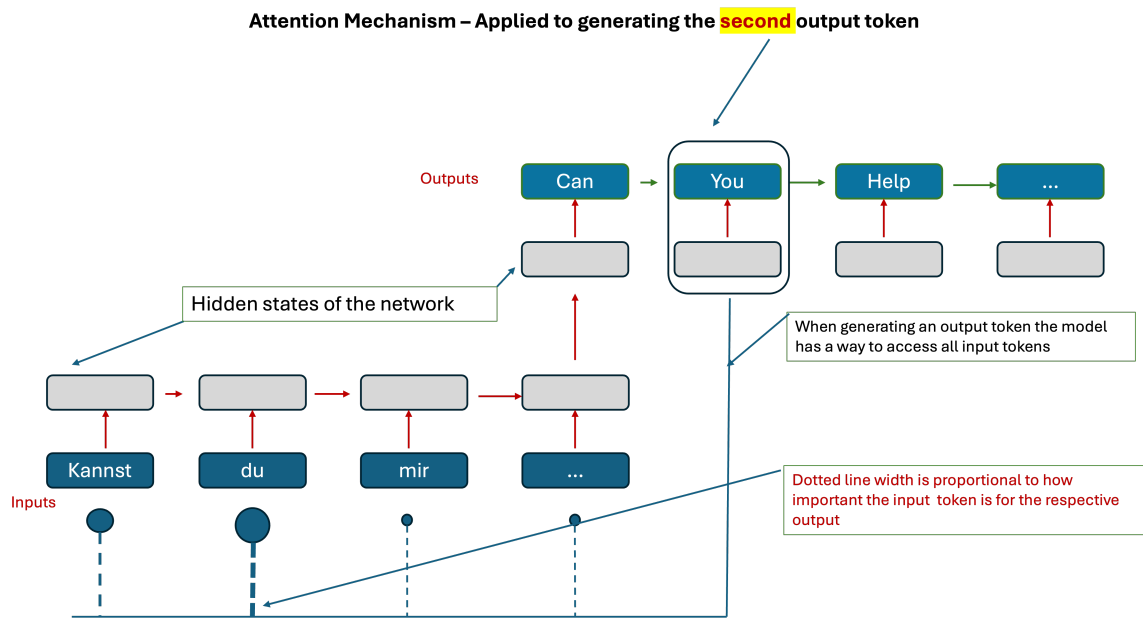 Attention Mechanism – Applied to generating the second output token
Outputs
Can
You
Help
...
Hidden states of the network
When generating an output token the model
has a way to access all input tokens
Kannst
du
mir
...
Inputs
Dotted line width is proportional to how
important the input token is for the respective
output